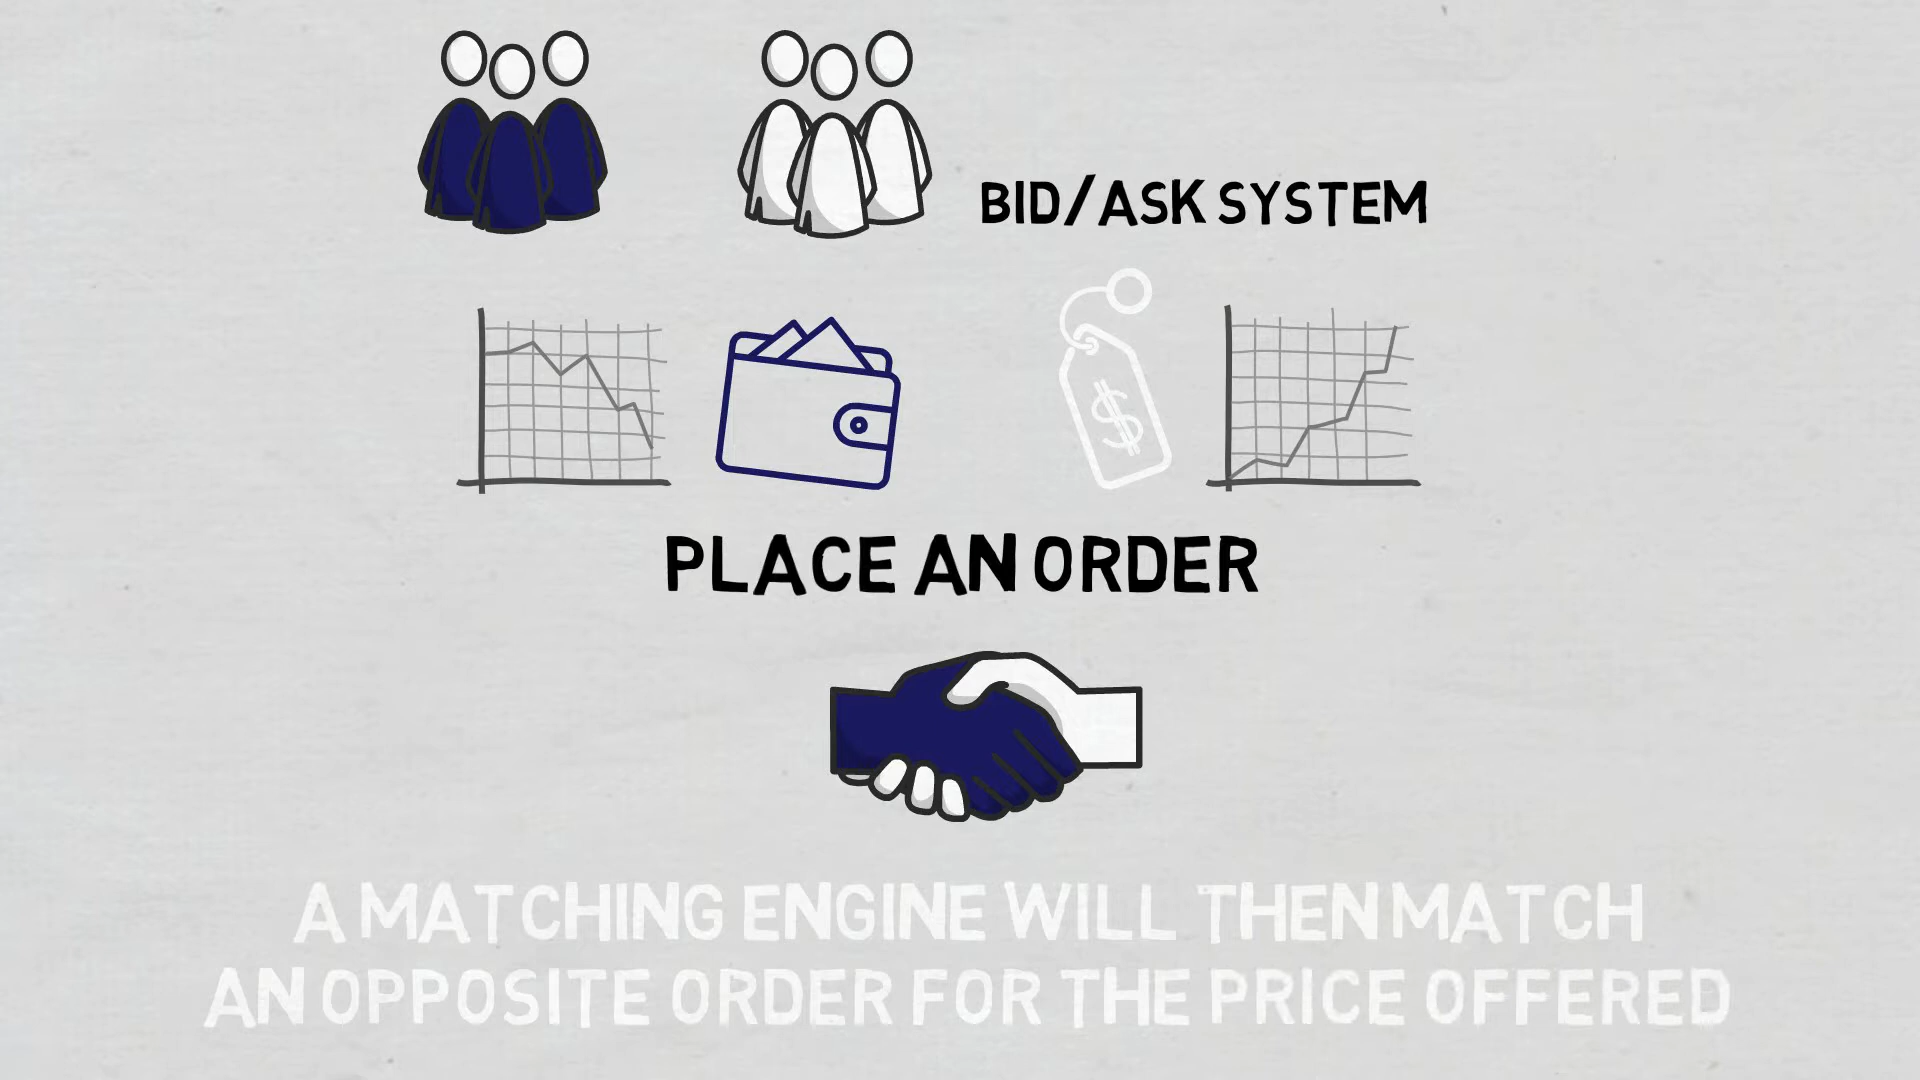 BID/ASK SYSTEM
$
PLACE AN ORDER
A MATCHING ENGINE WILL THEN MATCH
AN OPPOSITE ORDER FOR THE PRICE OFFERED